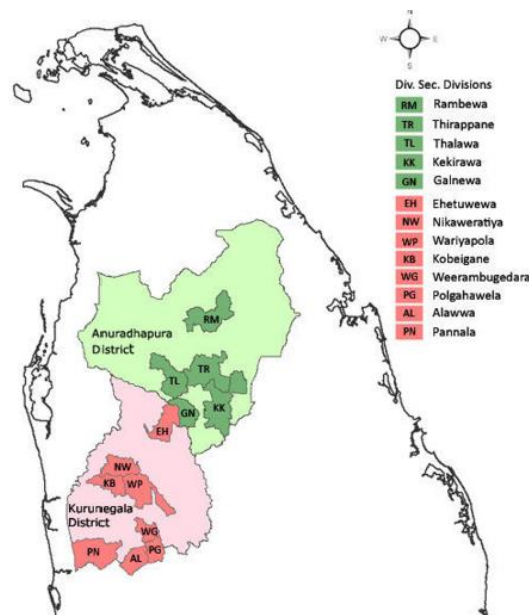 N
W E
S
Div. Sec. Divisions
RM Rambewa
TR Thirappane
TL Thalawa
KK Kekirawa
GN Galnewa
EH Ehetuwewa
NW Nikaweratiya
WP Wariyapola
KB Kobeigane
WG Weerambugedara
PG Polgahawela
AL Alawwa
PN Pannala
RM
Anuradhapura
District
TR
TL
KK
GN
EH
NW
KB WP
Kurunegala
District
WG
PN AL PG